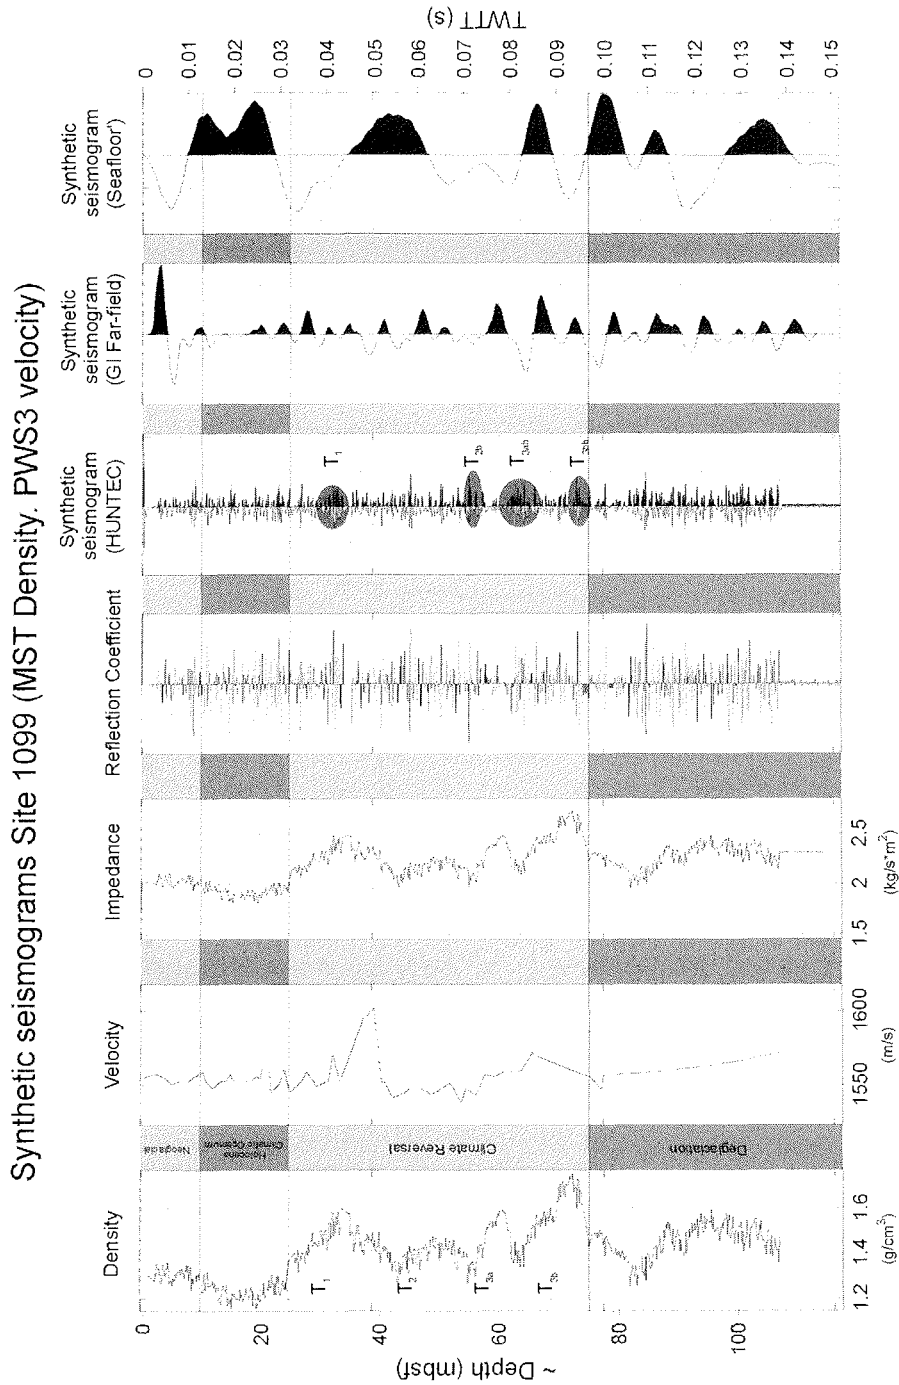 Synthetic seismograms Site 1099 (MST Density. PWS3 velocity)
Density
Velocity
Impedance
Reflection Coefficient
Synthetic
seismogram
(HUNTEC)
Synthetic
seismogram
(GI Far-field)
Synthetic
seismogram
(Seafloor')
~ Depth (mbsf)
0
20
40
60
80
100
TWTT (s)
0
0.01
0.02
0.03
0.04
0.05
0.06
0.07
0.08
0.09
0.10
0.11
0.12
0.13
0.14
0.15
Neoglacial
Holocene
Climatic Optimum
Climate Reversal
Deglaciation
T1
T2
T3a
T3b
T1
T3ab
T3bb
1.2
1.4
1.6
(g/cm³)
1550
1600
(m/s)
1.5
2
2.5
(kg/s*m²)